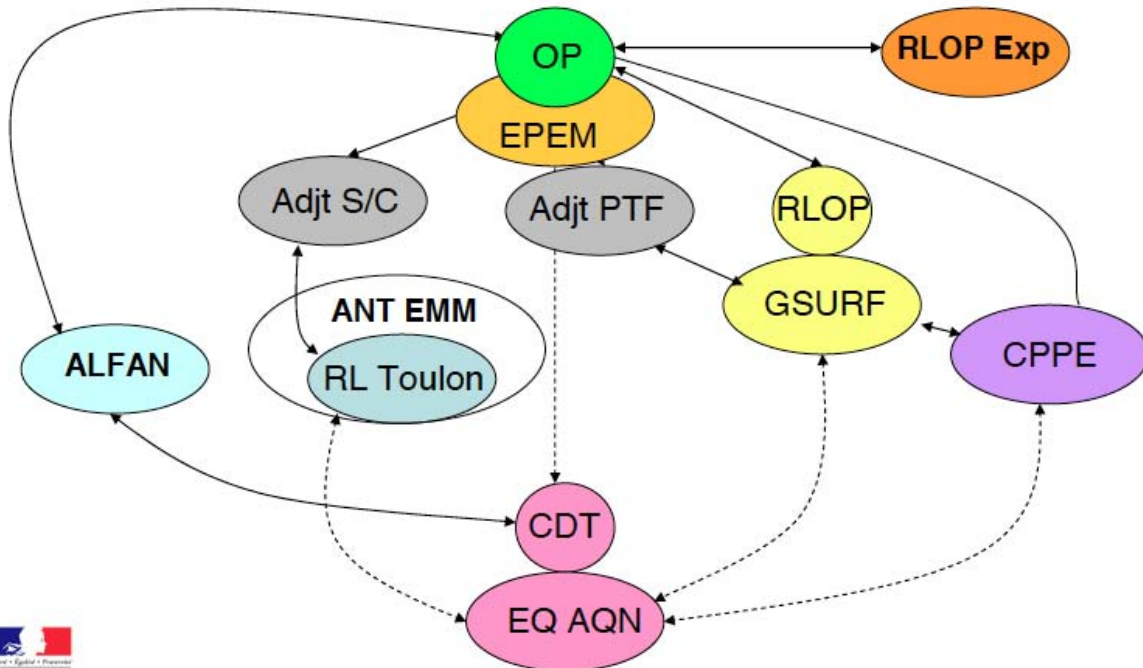 OP
RLOP Exp
EPEM
Adjt S/C
Adjt PTF
RLOP
ANT EMM
GSURF
ALFAN
RL Toulon
CPPE
CDT
EQ AQN